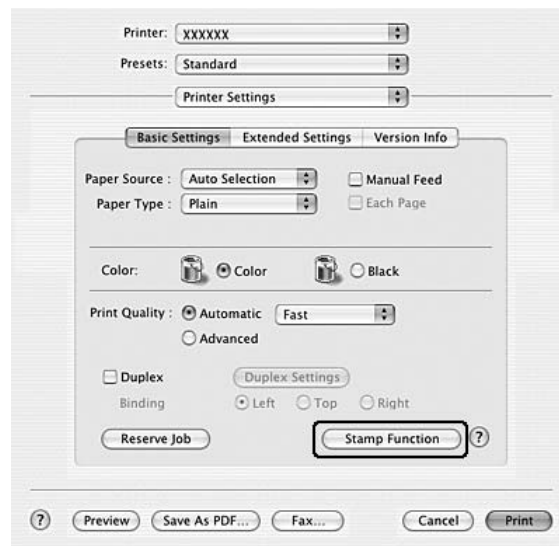 Printer: XXXXXX
Presets: Standard
Printer Settings
Basic Settings Extended Settings Version Info
Paper Source : Auto Selection Manual Feed
Paper Type : Plain Each Page
Color: Color Black
Print Quality : Automatic Fast
Advanced
Duplex Duplex Settings
Binding Left Top Right
Reserve Job Stamp Function ?
? Preview Save As PDF... Fax... Cancel Print